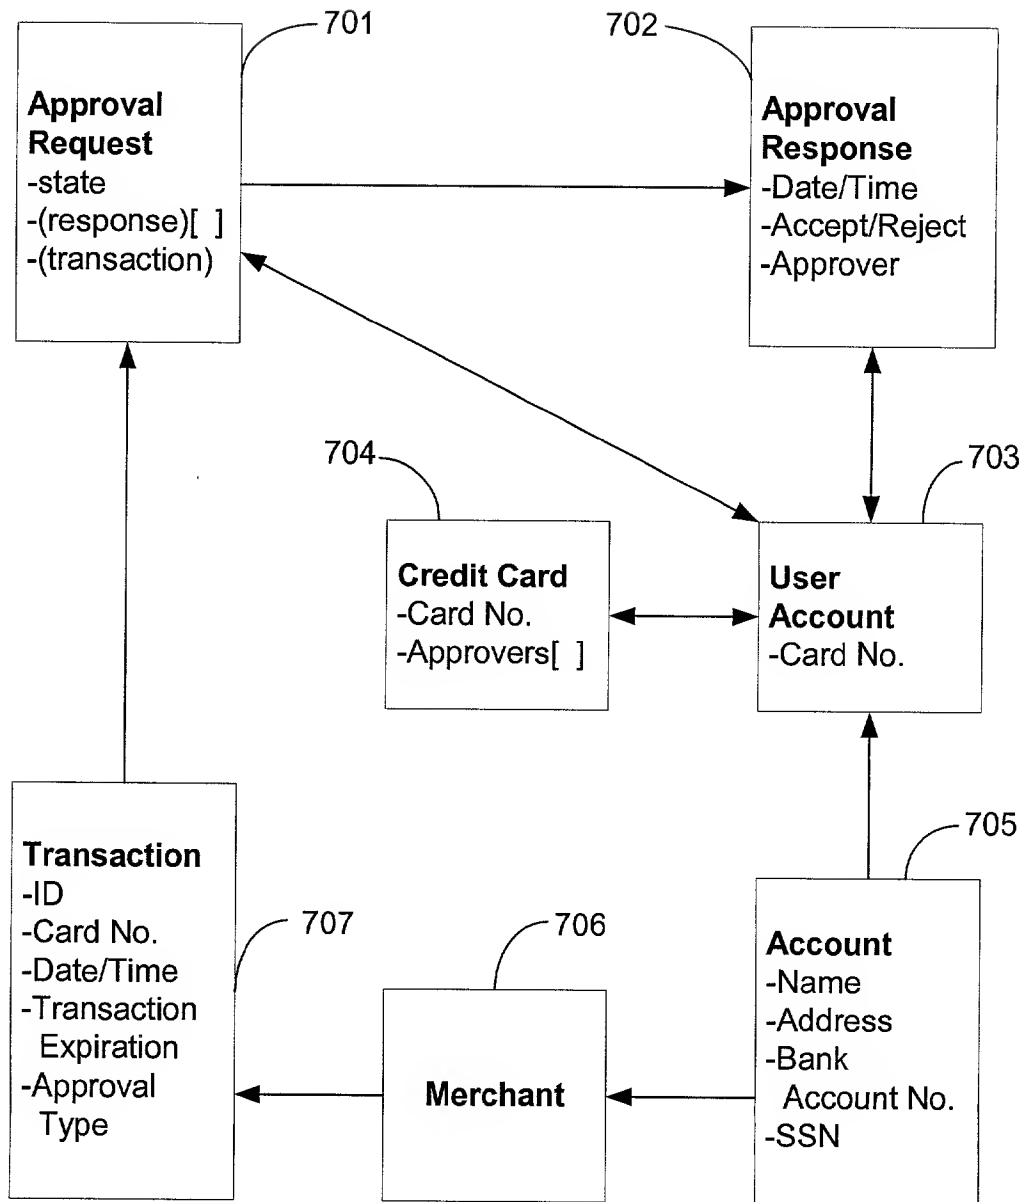 701
702
Approval
Request
-state
-(response)[ ]
-(transaction)
Approval
Response
-Date/Time
-Accept/Reject
-Approver
704
703
Credit Card
-Card No.
-Approvers[ ]
User
Account
-Card No.
705
Transaction
-ID
-Card No.
-Date/Time
-Transaction
Expiration
-Approval
Type
707
706
Merchant
Account
-Name
-Address
-Bank
Account No.
-SSN